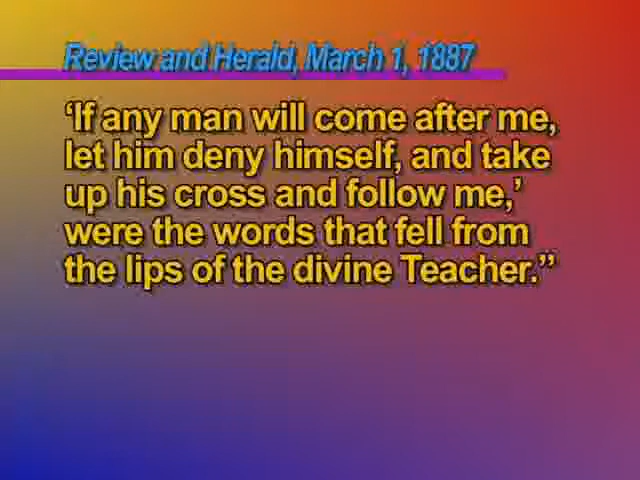 Review and Herald, March 1, 1887
‘If any man will come after me,
let him deny himself, and take
up his cross and follow me,’
were the words that fell from
the lips of the divine Teacher.”